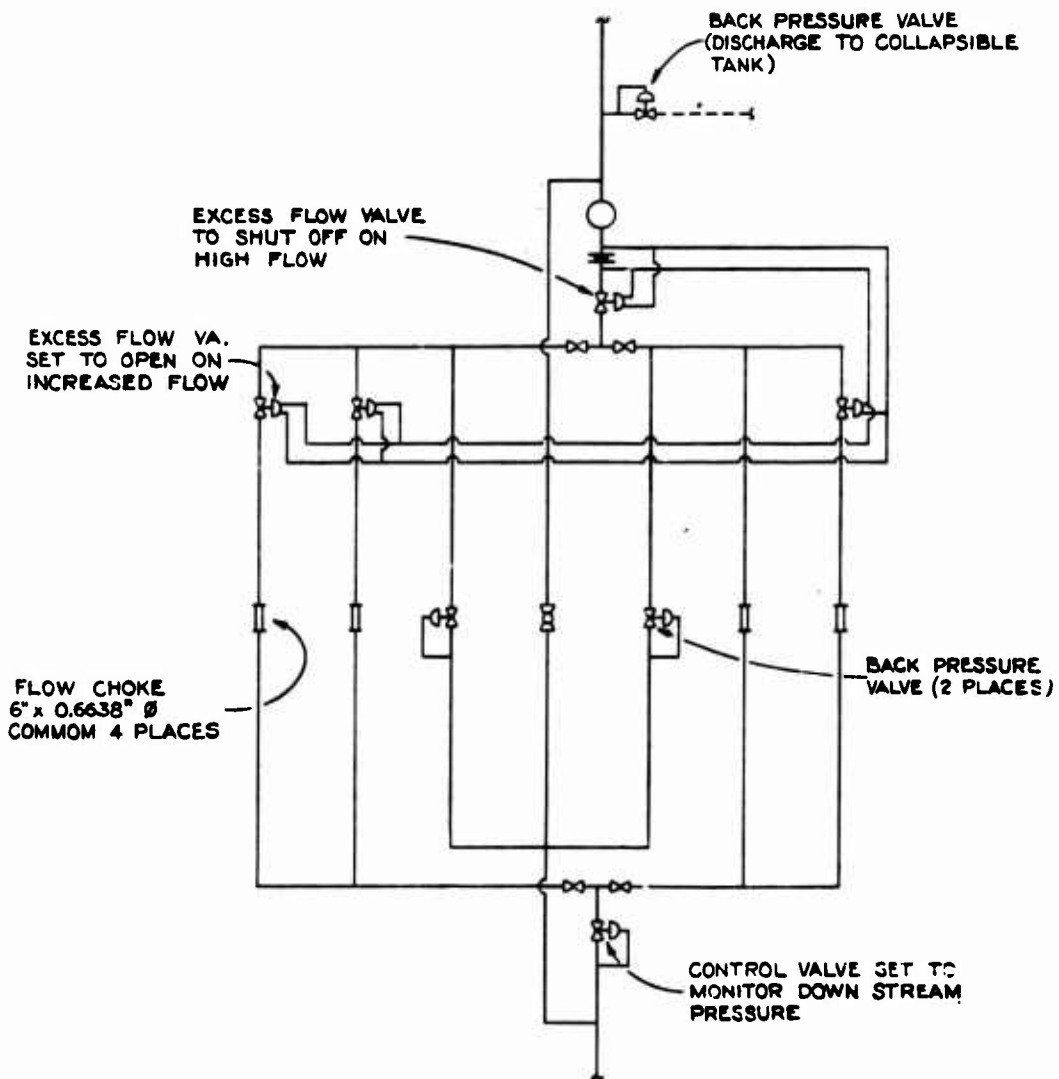 BACK PRESSURE VALVE
(DISCHARGE TO COLLAPSIBLE
TANK)
EXCESS FLOW VALVE
TO SHUT OFF ON
HIGH FLOW
EXCESS FLOW VA.
SET TO OPEN ON
INCREASED FLOW
FLOW CHOKE
6" x 0.6638" Ø
COMMOM 4 PLACES
BACK PRESSURE
VALVE (2 PLACES)
CONTROL VALVE SET TO
MONITOR DOWN STREAM
PRESSURE